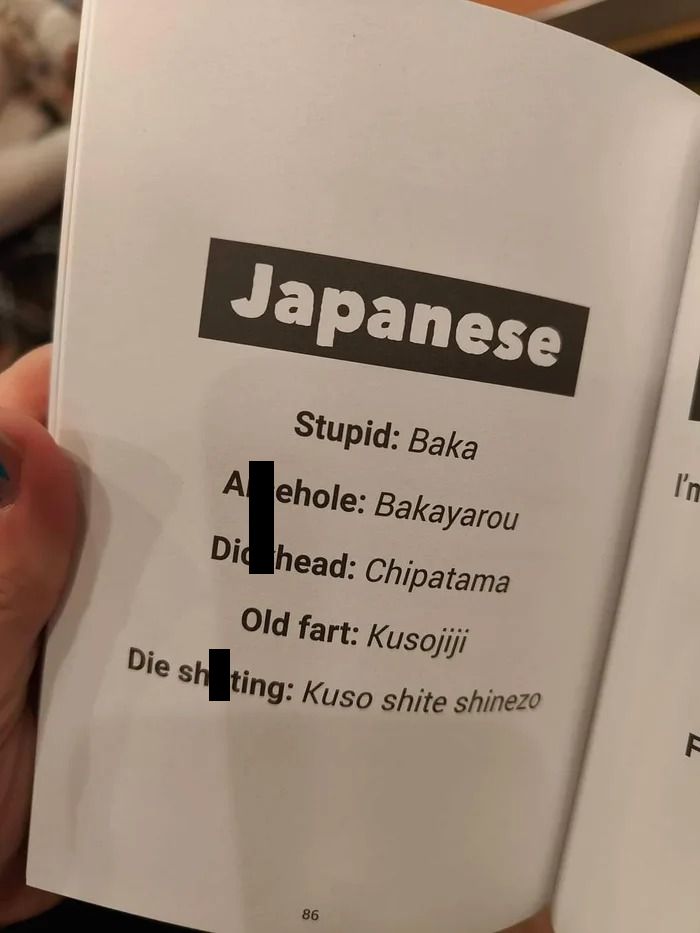 Japanese
Stupid: Baka
Bakayarou
Chipatama
Old fart: Kusojiji
Die Kuso shite shinezo
86
I'm